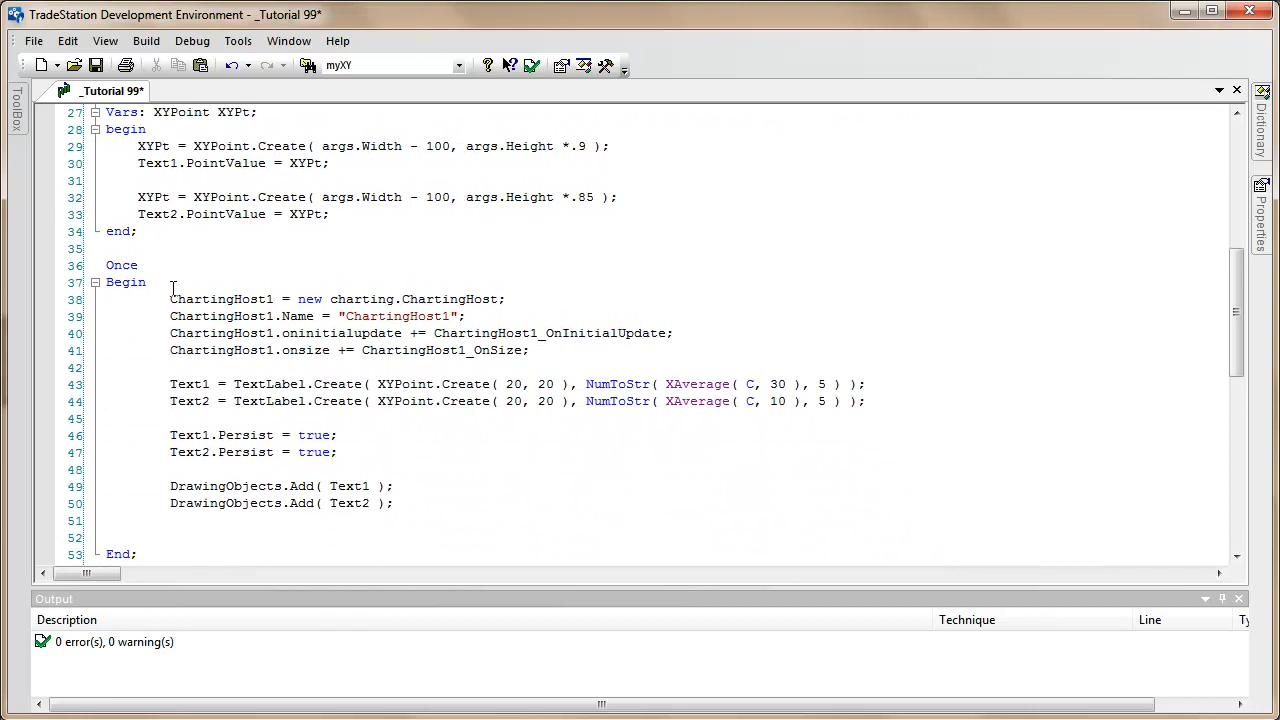 TradeStation Development Environment - _Tutorial 99*
File Edit View Build Debug Tools Window Help
myXY
_Tutorial 99*
ToolBox
Dictionary
Properties
27 Vars: XYPoint XYPt;
28 begin
29 XYPt = XYPoint.Create( args.Width - 100, args.Height *.9 );
30 Text1.PointValue = XYPt;
31
32 XYPt = XYPoint.Create( args.Width - 100, args.Height *.85 );
33 Text2.PointValue = XYPt;
34 end;
35
36 Once
37 Begin
38 ChartingHost1 = new charting.ChartingHost;
39 ChartingHost1.Name = "ChartingHost1";
40 ChartingHost1.oninitialupdate += ChartingHost1_OnInitialUpdate;
41 ChartingHost1.onsize += ChartingHost1_OnSize;
42
43 Text1 = TextLabel.Create( XYPoint.Create( 20, 20 ), NumToStr( XAverage( C, 30 ), 5 ) );
44 Text2 = TextLabel.Create( XYPoint.Create( 20, 20 ), NumToStr( XAverage( C, 10 ), 5 ) );
45
46 Text1.Persist = true;
47 Text2.Persist = true;
48
49 DrawingObjects.Add( Text1 );
50 DrawingObjects.Add( Text2 );
51
52
53 End;
Output
Description Technique Line Ty
0 error(s), 0 warning(s)